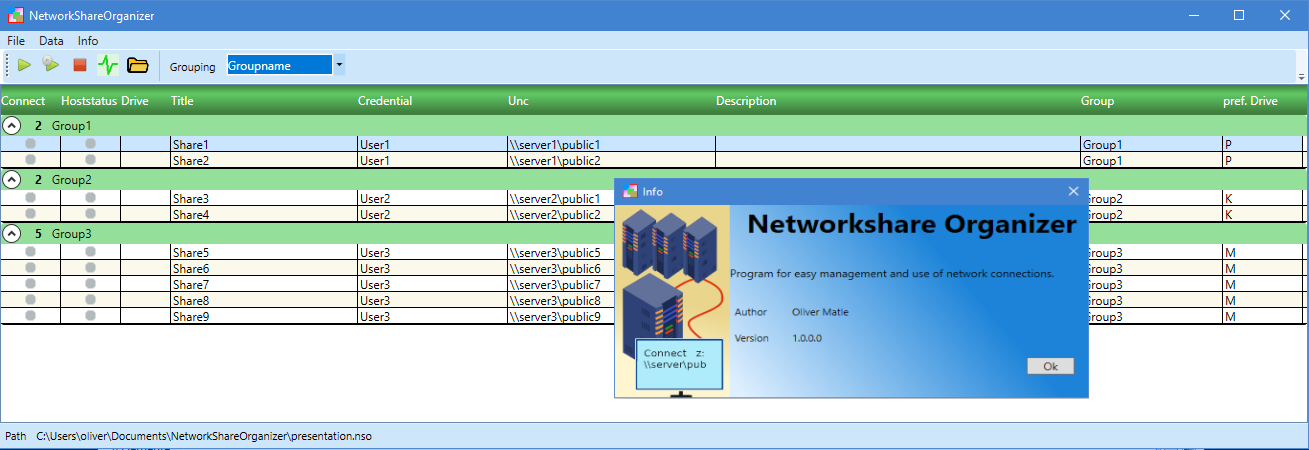 NetworkShareOrganizer
File Data Info
Grouping Groupname
Connect Hoststatus Drive Title Credential Unc Description Group pref. Drive
2 Group1
Share1 User1 \\server1\public1 Group1 P
Share2 User1 \\server1\public2 Group1 P
2 Group2
Share3 User2 \\server2\public1 Group2 K
Share4 User2 \\server2\public2 Group2 K
5 Group3
Share5 User3 \\server3\public5 Group3 M
Share6 User3 \\server3\public6 Group3 M
Share7 User3 \\server3\public7 Group3 M
Share8 User3 \\server3\public8 Group3 M
Share9 User3 \\server3\public9 Group3 M
Info
Networkshare Organizer
Program for easy management and use of network connections.
Author Oliver Matle
Version 1.0.0.0
Connect z:
\\server\pub
Ok
Path C:\Users\oliver\Documents\NetworkShareOrganizer\presentation.nso